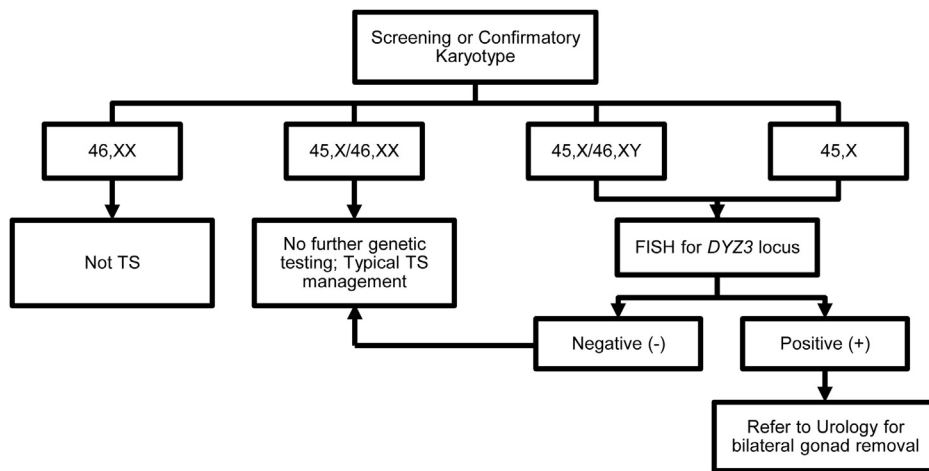 Screening or Confirmatory
Karyotype
46,XX
45,X/46,XX
45,X/46,XY
45,X
Not TS
No further genetic
testing; Typical TS
management
FISH for DYZ3 locus
Negative (-)
Positive (+)
Refer to Urology for
bilateral gonad removal